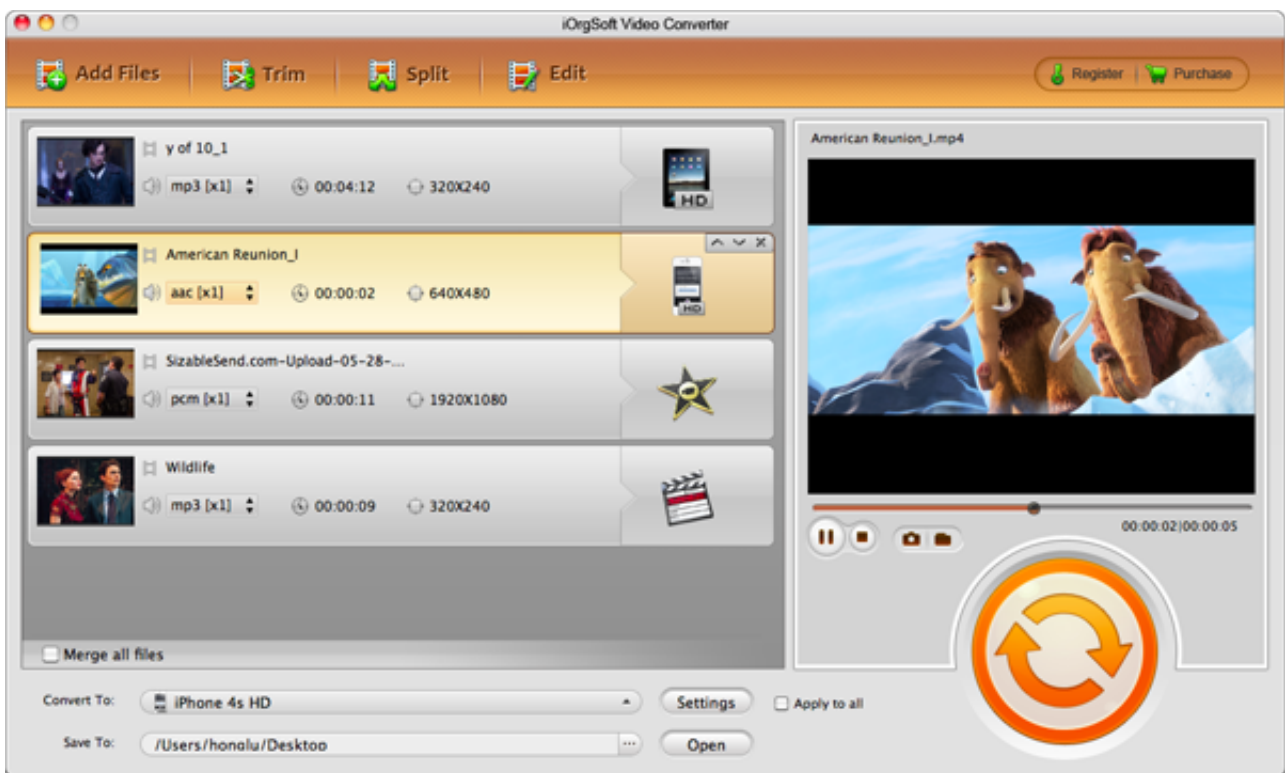 iOrgSoft Video Converter
Add Files
Trim
Split
Edit
Register
Purchase
y of 10_1
mp3 [x1]
00:04:12
320X240
HD
American Reunion_I
aac [x1]
00:00:02
640X480
HD
SizableSend.com-Upload-05-28-...
pcm [x1]
00:00:11
1920X1080
Wildlife
mp3 [x1]
00:00:09
320X240
Merge all files
American Reunion_I.mp4
00:00:02|00:00:05
Convert To:
iPhone 4s HD
Settings
Apply to all
Save To:
/Users/honglu/Desktop
...
Open